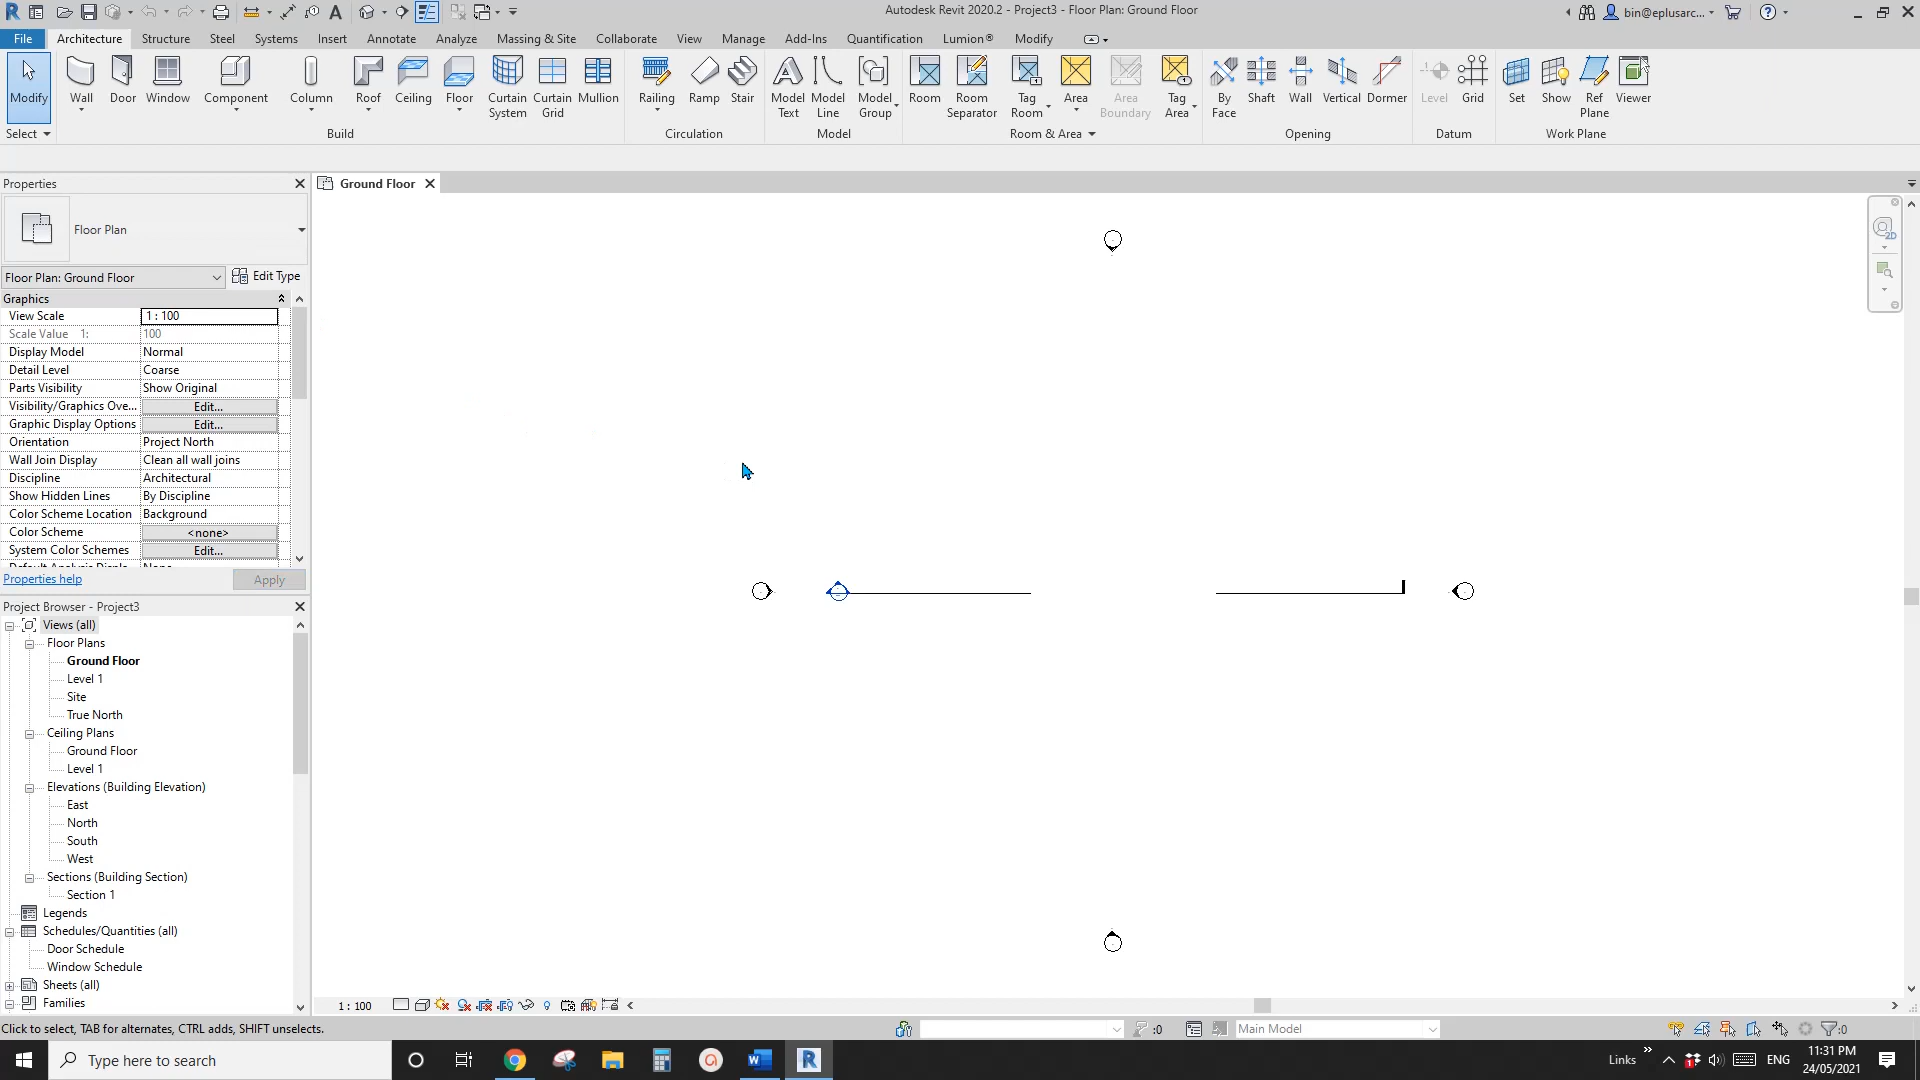 Autodesk Revit 2020.2 - Project3 - Floor Plan: Ground Floor
bin@eplusarc...
File Architecture Structure Steel Systems Insert Annotate Analyze Massing & Site Collaborate View Manage Add-Ins Quantification Lumion® Modify
Modify Wall Door Window Component Column Roof Ceiling Floor Curtain System Curtain Grid Mullion Railing Ramp Stair Model Text Model Line Model Group Room Room Separator Tag Room Area Area Boundary Tag Area By Face Shaft Wall Vertical Dormer Level Grid Set Show Ref Plane Viewer
Select Build Circulation Model Room & Area Opening Datum Work Plane
Properties
Ground Floor
Floor Plan
Floor Plan: Ground Floor Edit Type
Graphics
View Scale 1 : 100
Scale Value 1: 100
Display Model Normal
Detail Level Coarse
Parts Visibility Show Original
Visibility/Graphics Ove... Edit...
Graphic Display Options Edit...
Orientation Project North
Wall Join Display Clean all wall joins
Discipline Architectural
Show Hidden Lines By Discipline
Color Scheme Location Background
Color Scheme <none>
System Color Schemes Edit...
Properties help Apply
Project Browser - Project3
Views (all)
Floor Plans
Ground Floor
Level 1
Site
True North
Ceiling Plans
Ground Floor
Level 1
Elevations (Building Elevation)
East
North
South
West
Sections (Building Section)
Section 1
Legends
Schedules/Quantities (all)
Door Schedule
Window Schedule
Sheets (all)
Families
1 : 100
Click to select, TAB for alternates, CTRL adds, SHIFT unselects.
:0
Main Model
:0
Type here to search
Links
ENG
11:31 PM
24/05/2021